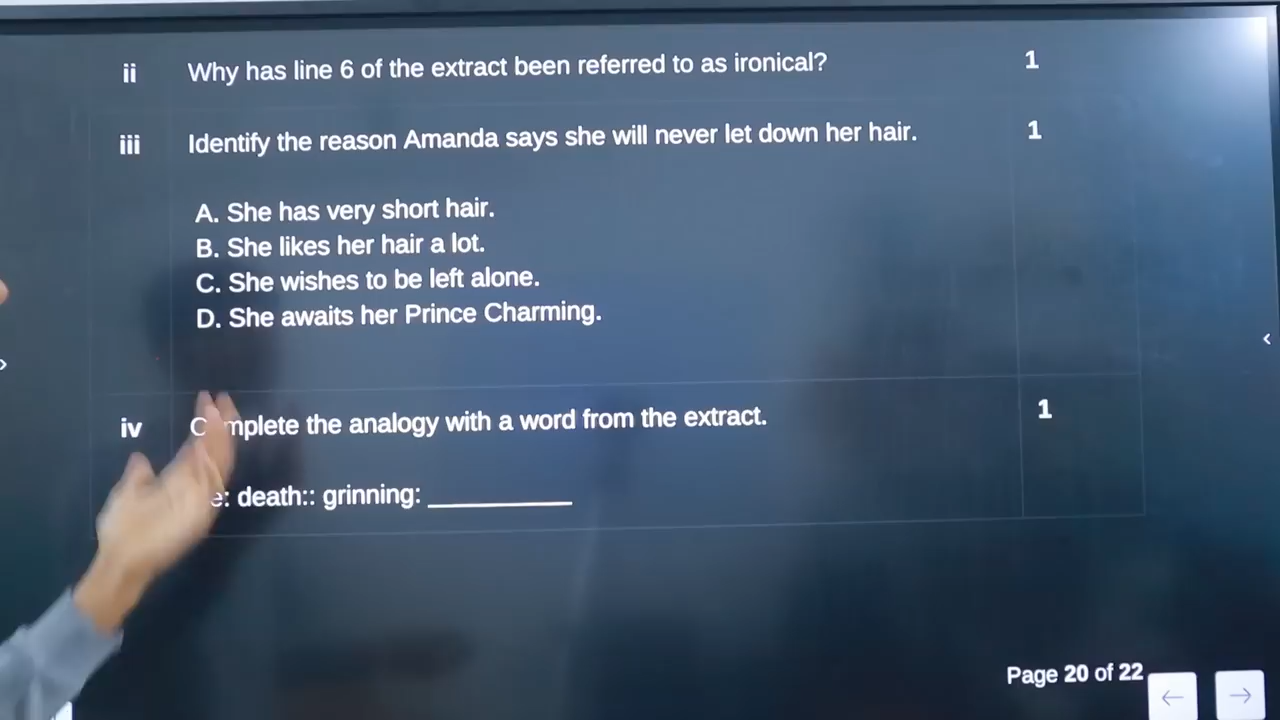 ii Why has line 6 of the extract been referred to as ironical? 1
iii Identify the reason Amanda says she will never let down her hair. 1
A. She has very short hair.
B. She likes her hair a lot.
C. She wishes to be left alone.
D. She awaits her Prince Charming.
iv the analogy with a word from the extract. 1
death:: grinning: __________
Page 20 of 22